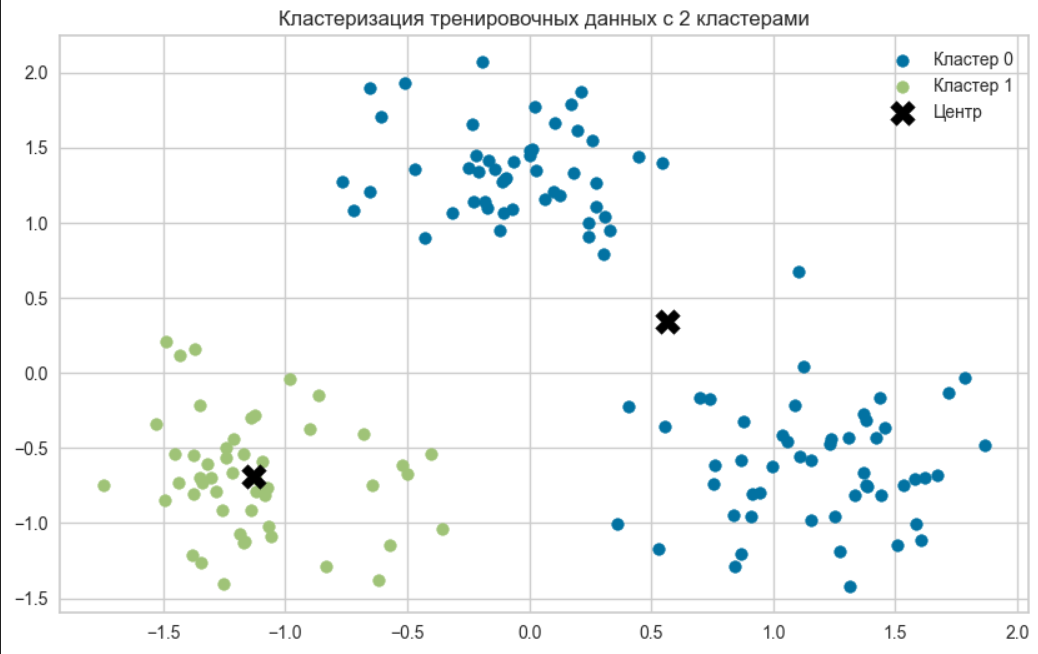 Кластеризация тренировочных данных с 2 кластерами
Кластер 0
Кластер 1
Центр
2.0
1.5
1.0
0.5
0.0
−0.5
−1.0
−1.5
−1.5 −1.0 −0.5 0.0 0.5 1.0 1.5 2.0